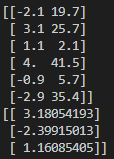 [[-2.1 19.7]
 [ 3.1 25.7]
 [ 1.1  2.1]
 [ 4.  41.5]
 [-0.9  5.7]
 [-2.9 35.4]]
[[ 3.18054193]
 [-2.39915013]
 [ 1.16085405]]